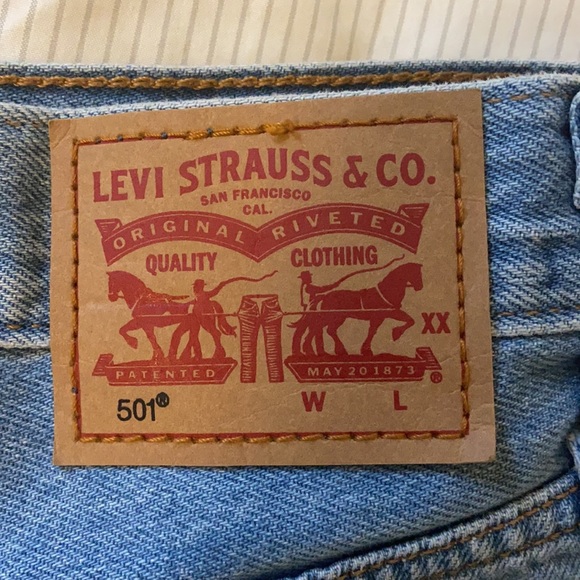 LEVI STRAUSS & CO.
SAN FRANCISCO
CAL.
ORIGINAL RIVETED
QUALITY CLOTHING
XX
PATENTED MAY 20 1873 ®
501® W L